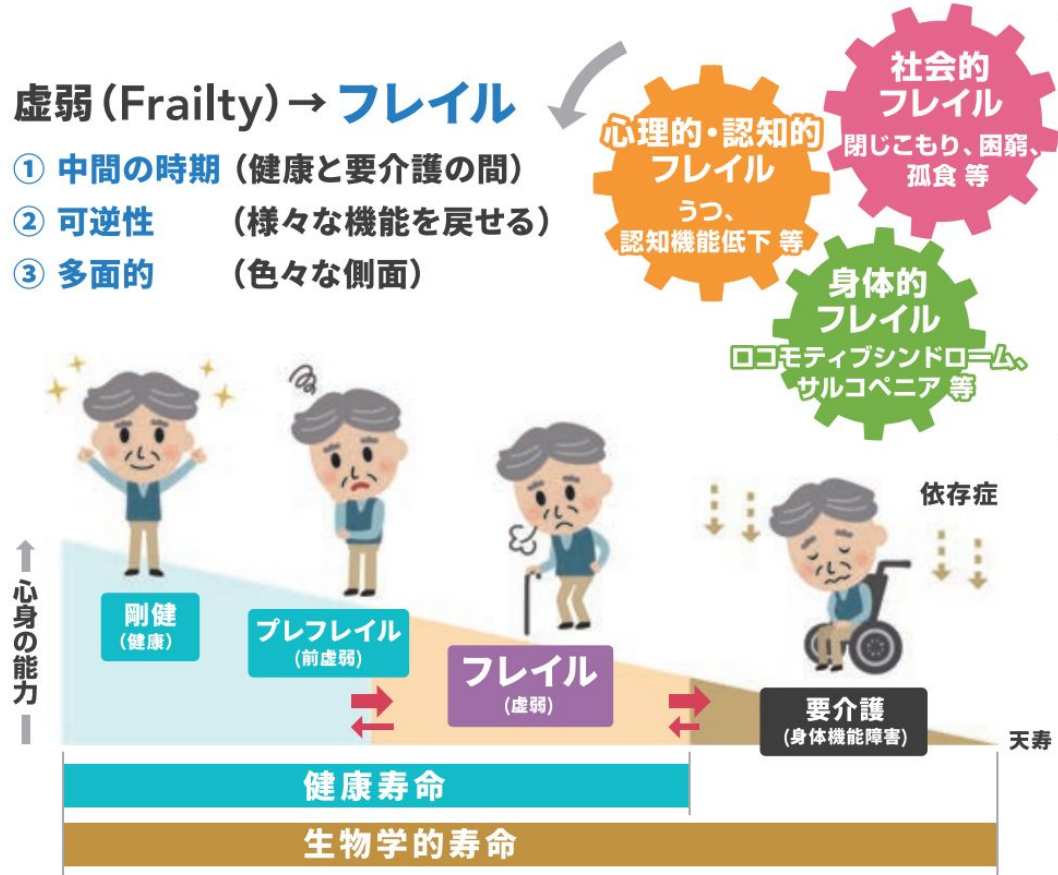 虚弱(Frailty)→ フレイル
① 中間の時期 (健康と要介護の間)
② 可逆性 (様々な機能を戻せる)
③ 多面的 (色々な側面)
心理的・認知的
フレイル
うつ、
認知機能低下 等
社会的
フレイル
閉じこもり、困窮、
孤食 等
身体的
フレイル
ロコモティブシンドローム、
サルコペニア 等
依存症
心身の能力
剛健
(健康)
プレフレイル
(前虚弱)
フレイル
(虚弱)
要介護
(身体機能障害)
天寿
健康寿命
生物学的寿命